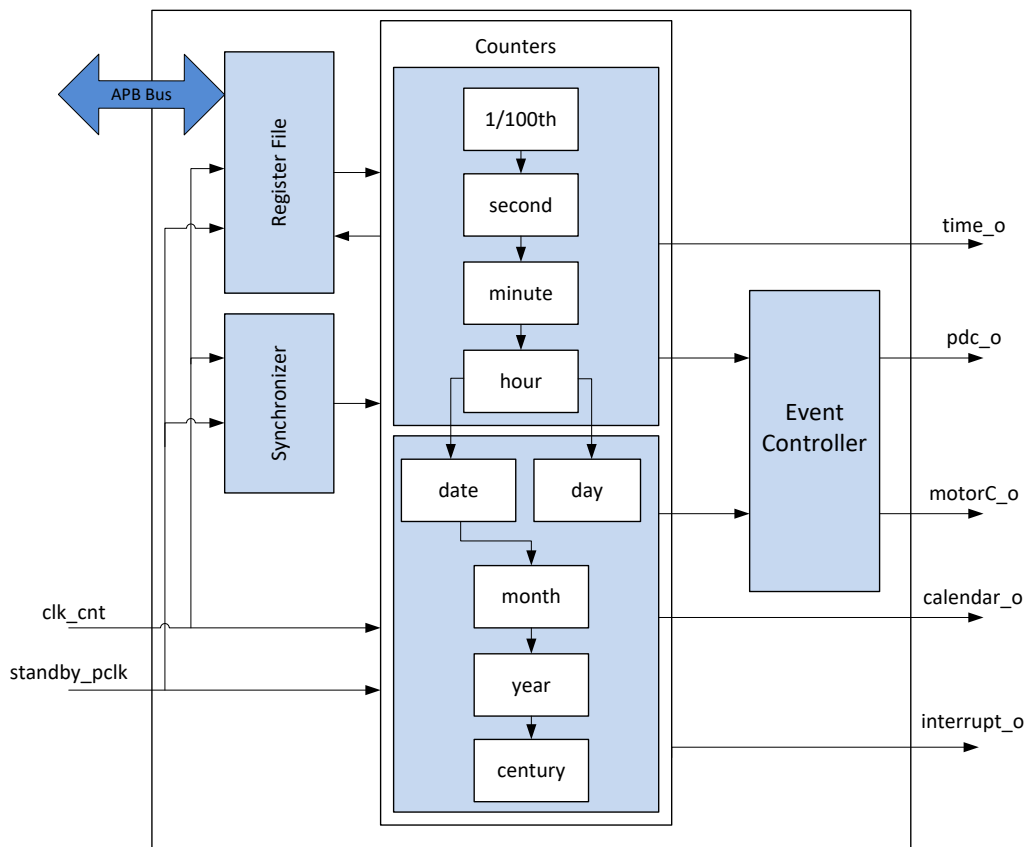 Counters
APB Bus
Register File
1/100th
second
minute
hour
time_o
pdc_o
Event
Controller
Synchronizer
date
day
motorC_o
month
clk_cnt
calendar_o
standby_pclk
year
interrupt_o
century